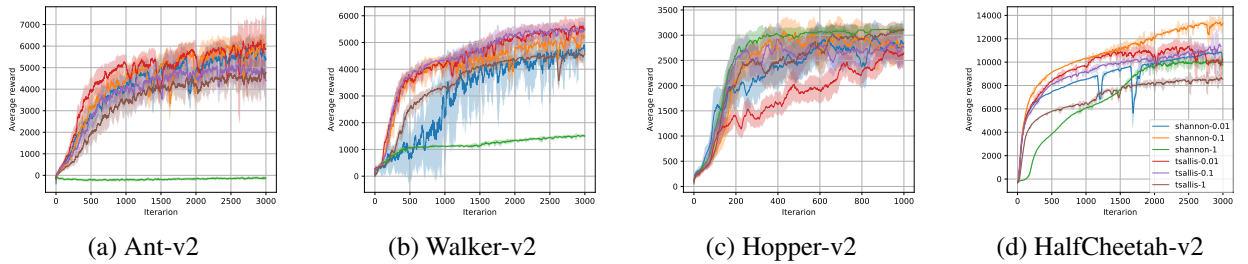 7000
6000
5000
4000
3000
2000
1000
0
Average reward
0 500 1000 1500 2000 2500 3000
Iterarion
(a) Ant-v2
6000
5000
4000
3000
2000
1000
0
Average reward
0 500 1000 1500 2000 2500 3000
Iterarion
(b) Walker-v2
3500
3000
2500
2000
1500
1000
500
0
Average reward
0 200 400 600 800 1000
Iterarion
(c) Hopper-v2
14000
12000
10000
8000
6000
4000
2000
0
Average reward
shannon-0.01
shannon-0.1
shannon-1
tsallis-0.01
tsallis-0.1
tsallis-1
0 500 1000 1500 2000 2500 3000
Iterarion
(d) HalfCheetah-v2